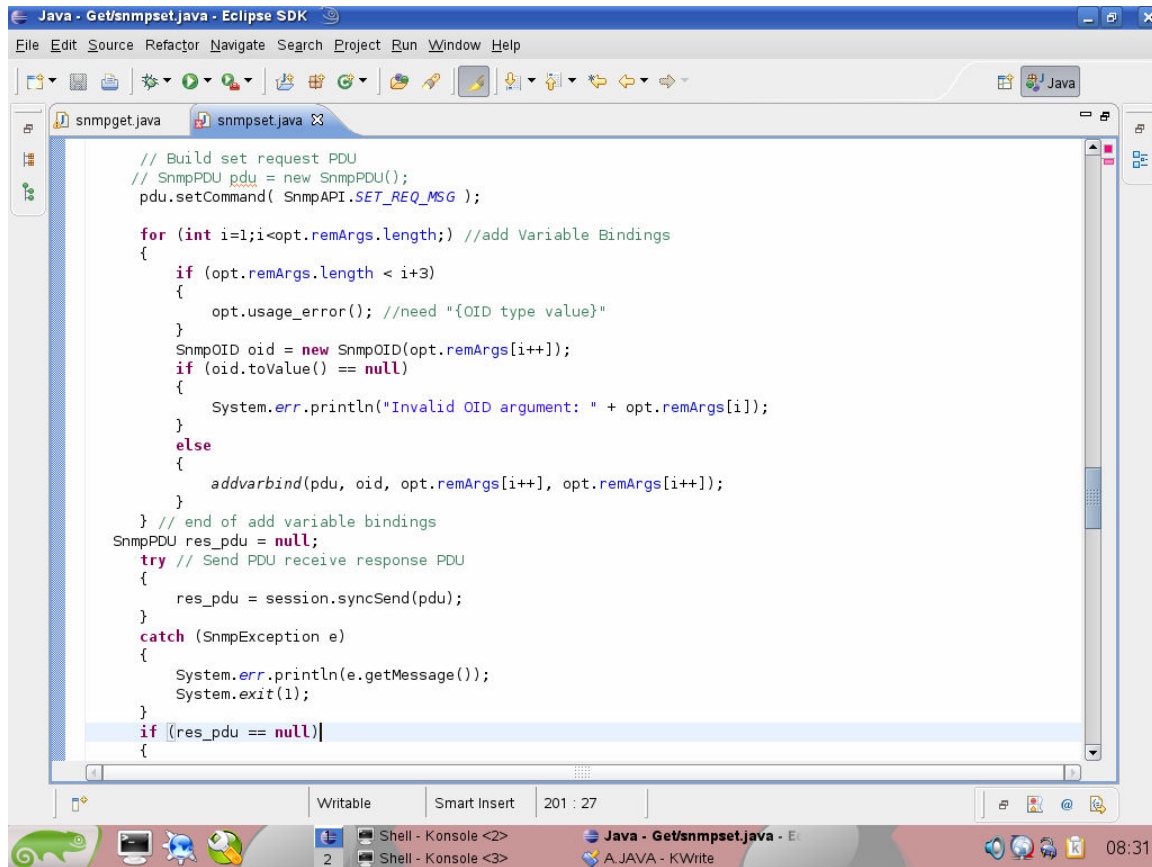 Java - Get/snmpset.java - Eclipse SDK
File Edit Source Refactor Navigate Search Project Run Window Help
Java
snmpget.java
snmpset.java
// Build set request PDU
// SnmpPDU pdu = new SnmpPDU();
pdu.setCommand( SnmpAPI.SET_REQ_MSG );
for (int i=1;i<opt.remArgs.length;) //add Variable Bindings
{
if (opt.remArgs.length < i+3)
{
opt.usage_error(); //need "{OID type value}"
}
SnmpOID oid = new SnmpOID(opt.remArgs[i++]);
if (oid.toValue() == null)
{
System.err.println("Invalid OID argument: " + opt.remArgs[i]);
}
else
{
addvarbind(pdu, oid, opt.remArgs[i++], opt.remArgs[i++]);
}
} // end of add variable bindings
SnmpPDU res_pdu = null;
try // Send PDU receive response PDU
{
res_pdu = session.syncSend(pdu);
}
catch (SnmpException e)
{
System.err.println(e.getMessage());
System.exit(1);
}
if (res_pdu == null)
{
Writable
Smart Insert
201 : 27
2
Shell - Konsole <2>
Shell - Konsole <3>
Java - Get/snmpset.java -
A.JAVA - KWrite
08:31